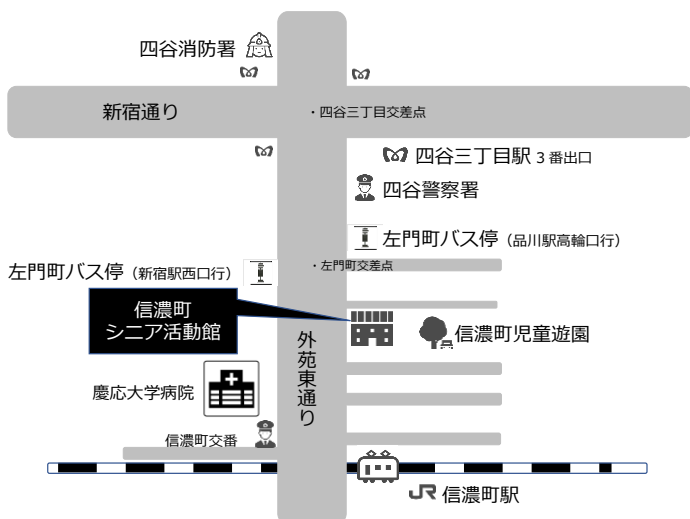 四谷消防署
新宿通り
・四谷三丁目交差点
四谷三丁目駅 3 番出口
四谷警察署
左門町バス停 (品川駅高輪口行)
・左門町交差点
左門町バス停 (新宿駅西口行)
信濃町
シニア活動館
信濃町児童遊園
外苑東通り
慶応大学病院
信濃町交番
JR 信濃町駅